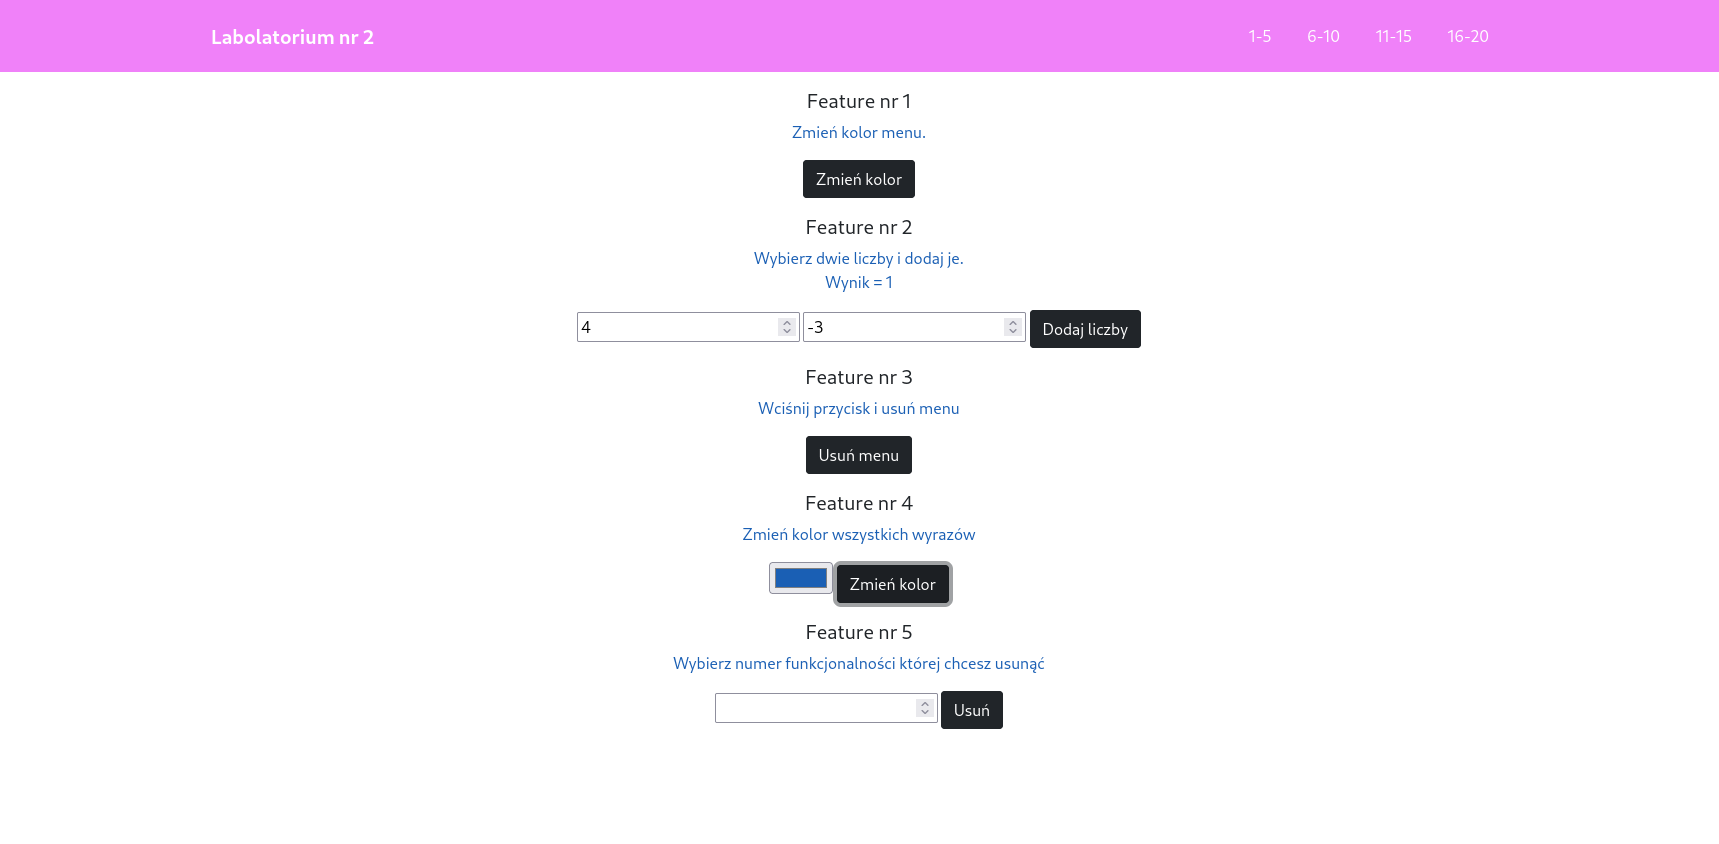 Labolatorium nr 2
1-5 6-10 11-15 16-20
Feature nr 1
Zmień kolor menu.
Zmień kolor
Feature nr 2
Wybierz dwie liczby i dodaj je.
Wynik = 1
4 -3 Dodaj liczby
Feature nr 3
Wciśnij przycisk i usuń menu
Usuń menu
Feature nr 4
Zmień kolor wszystkich wyrazów
Zmień kolor
Feature nr 5
Wybierz numer funkcjonalności której chcesz usunąć
Usuń